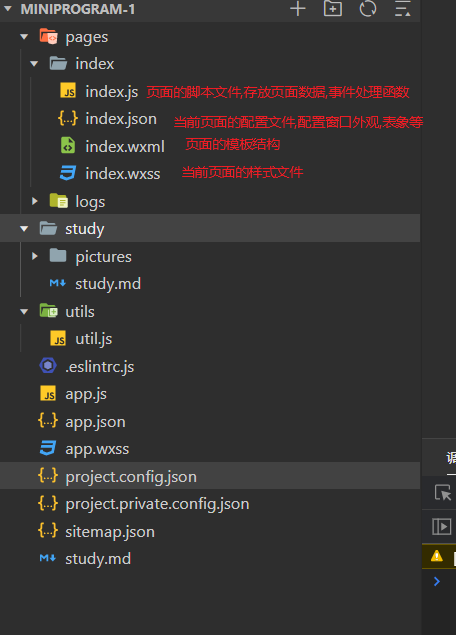 MINIPROGRAM-1
pages
index
index.js 页面的脚本文件,存放页面数据,事件处理函数
index.json 当前页面的配置文件,配置窗口外观,表象等
index.wxml 页面的模板结构
index.wxss 当前页面的样式文件
logs
study
pictures
study.md
utils
util.js
.eslintrc.js
app.js
app.json
app.wxss
project.config.json
project.private.config.json
sitemap.json
study.md